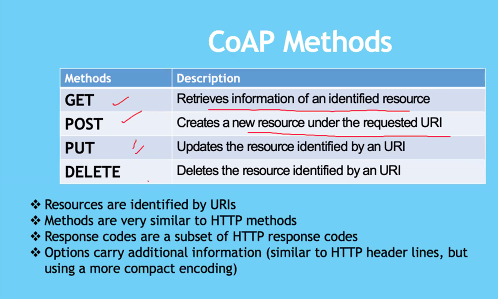 CoAP Methods
Methods Description
GET Retrieves information of an identified resource
POST Creates a new resource under the requested URI
PUT Updates the resource identified by an URI
DELETE Deletes the resource identified by an URI
❖ Resources are identified by URIs
❖ Methods are very similar to HTTP methods
❖ Response codes are a subset of HTTP response codes
❖ Options carry additional information (similar to HTTP header lines, but
using a more compact encoding)